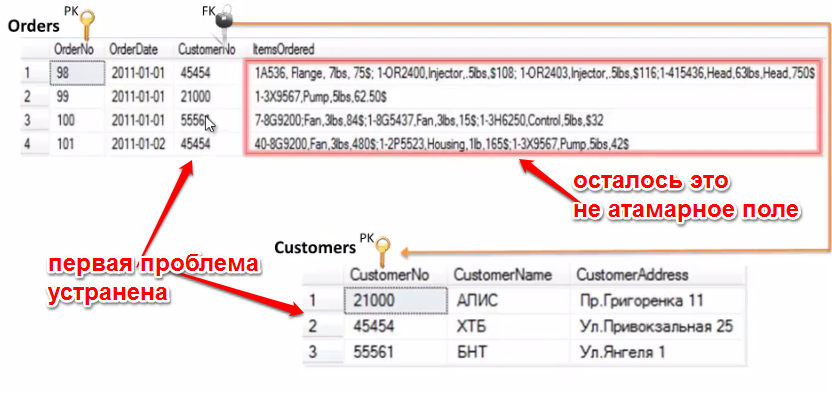 PK
FK
Orders
OrderNo OrderDate CustomerNo ItemsOrdered
1 98 2011-01-01 45454 1A536, Flange, 7lbs, 75$; 1-OR2400,Injector,.5lbs,$108; 1-OR2403,Injector,.5lbs,$116;1-415436,Head,63lbs,Head,750$
2 99 2011-01-01 21000 1-3X9567,Pump,5lbs,62.50$
3 100 2011-01-01 5556 7-8G9200;Fan,3lbs,84$;1-8G5437,Fan,3lbs,15$;1-3H6250,Control,5lbs,$32
4 101 2011-01-02 45454 40-8G9200,Fan,3lbs,480$;1-2P5523,Housing,1lb,165$;1-3X9567,Pump,5lbs,42$
осталось это
не атамарное поле
первая проблема
устранена
Customers PK
CustomerNo CustomerName CustomerAddress
1 21000 АЛИС Пр.Григоренка 11
2 45454 ХТБ Ул.Привокзальная 25
3 55561 БНТ Ул.Янгеля 1